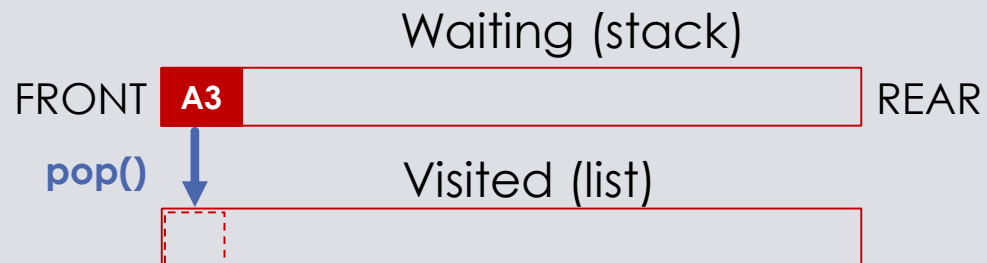 Waiting (stack)
FRONT A3 REAR
pop()
Visited (list)